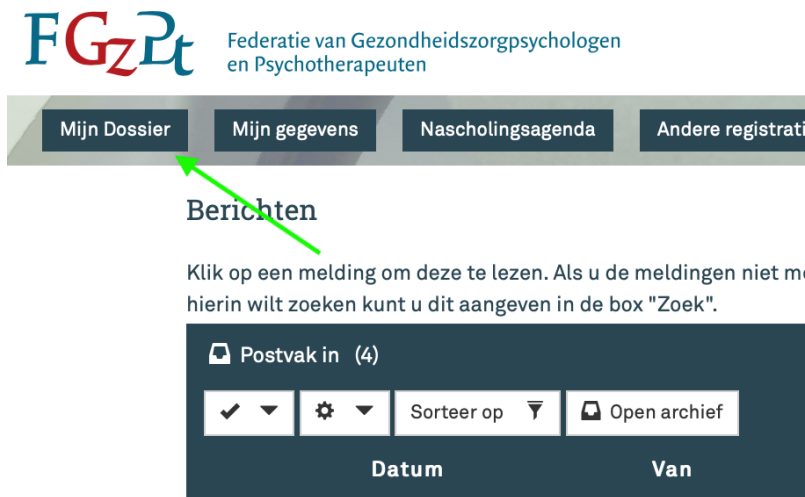 FGzPt
Federatie van Gezondheidszorgpsychologen
en Psychotherapeuten
Mijn Dossier
Mijn gegevens
Nascholingsagenda
Andere
Berichten
Klik op een melding om deze te lezen. Als u de meldingen niet
hierin wilt zoeken kunt u dit aangeven in de box "Zoek".
Postvak in (4)
Sorteer op
Open archief
Datum
Van